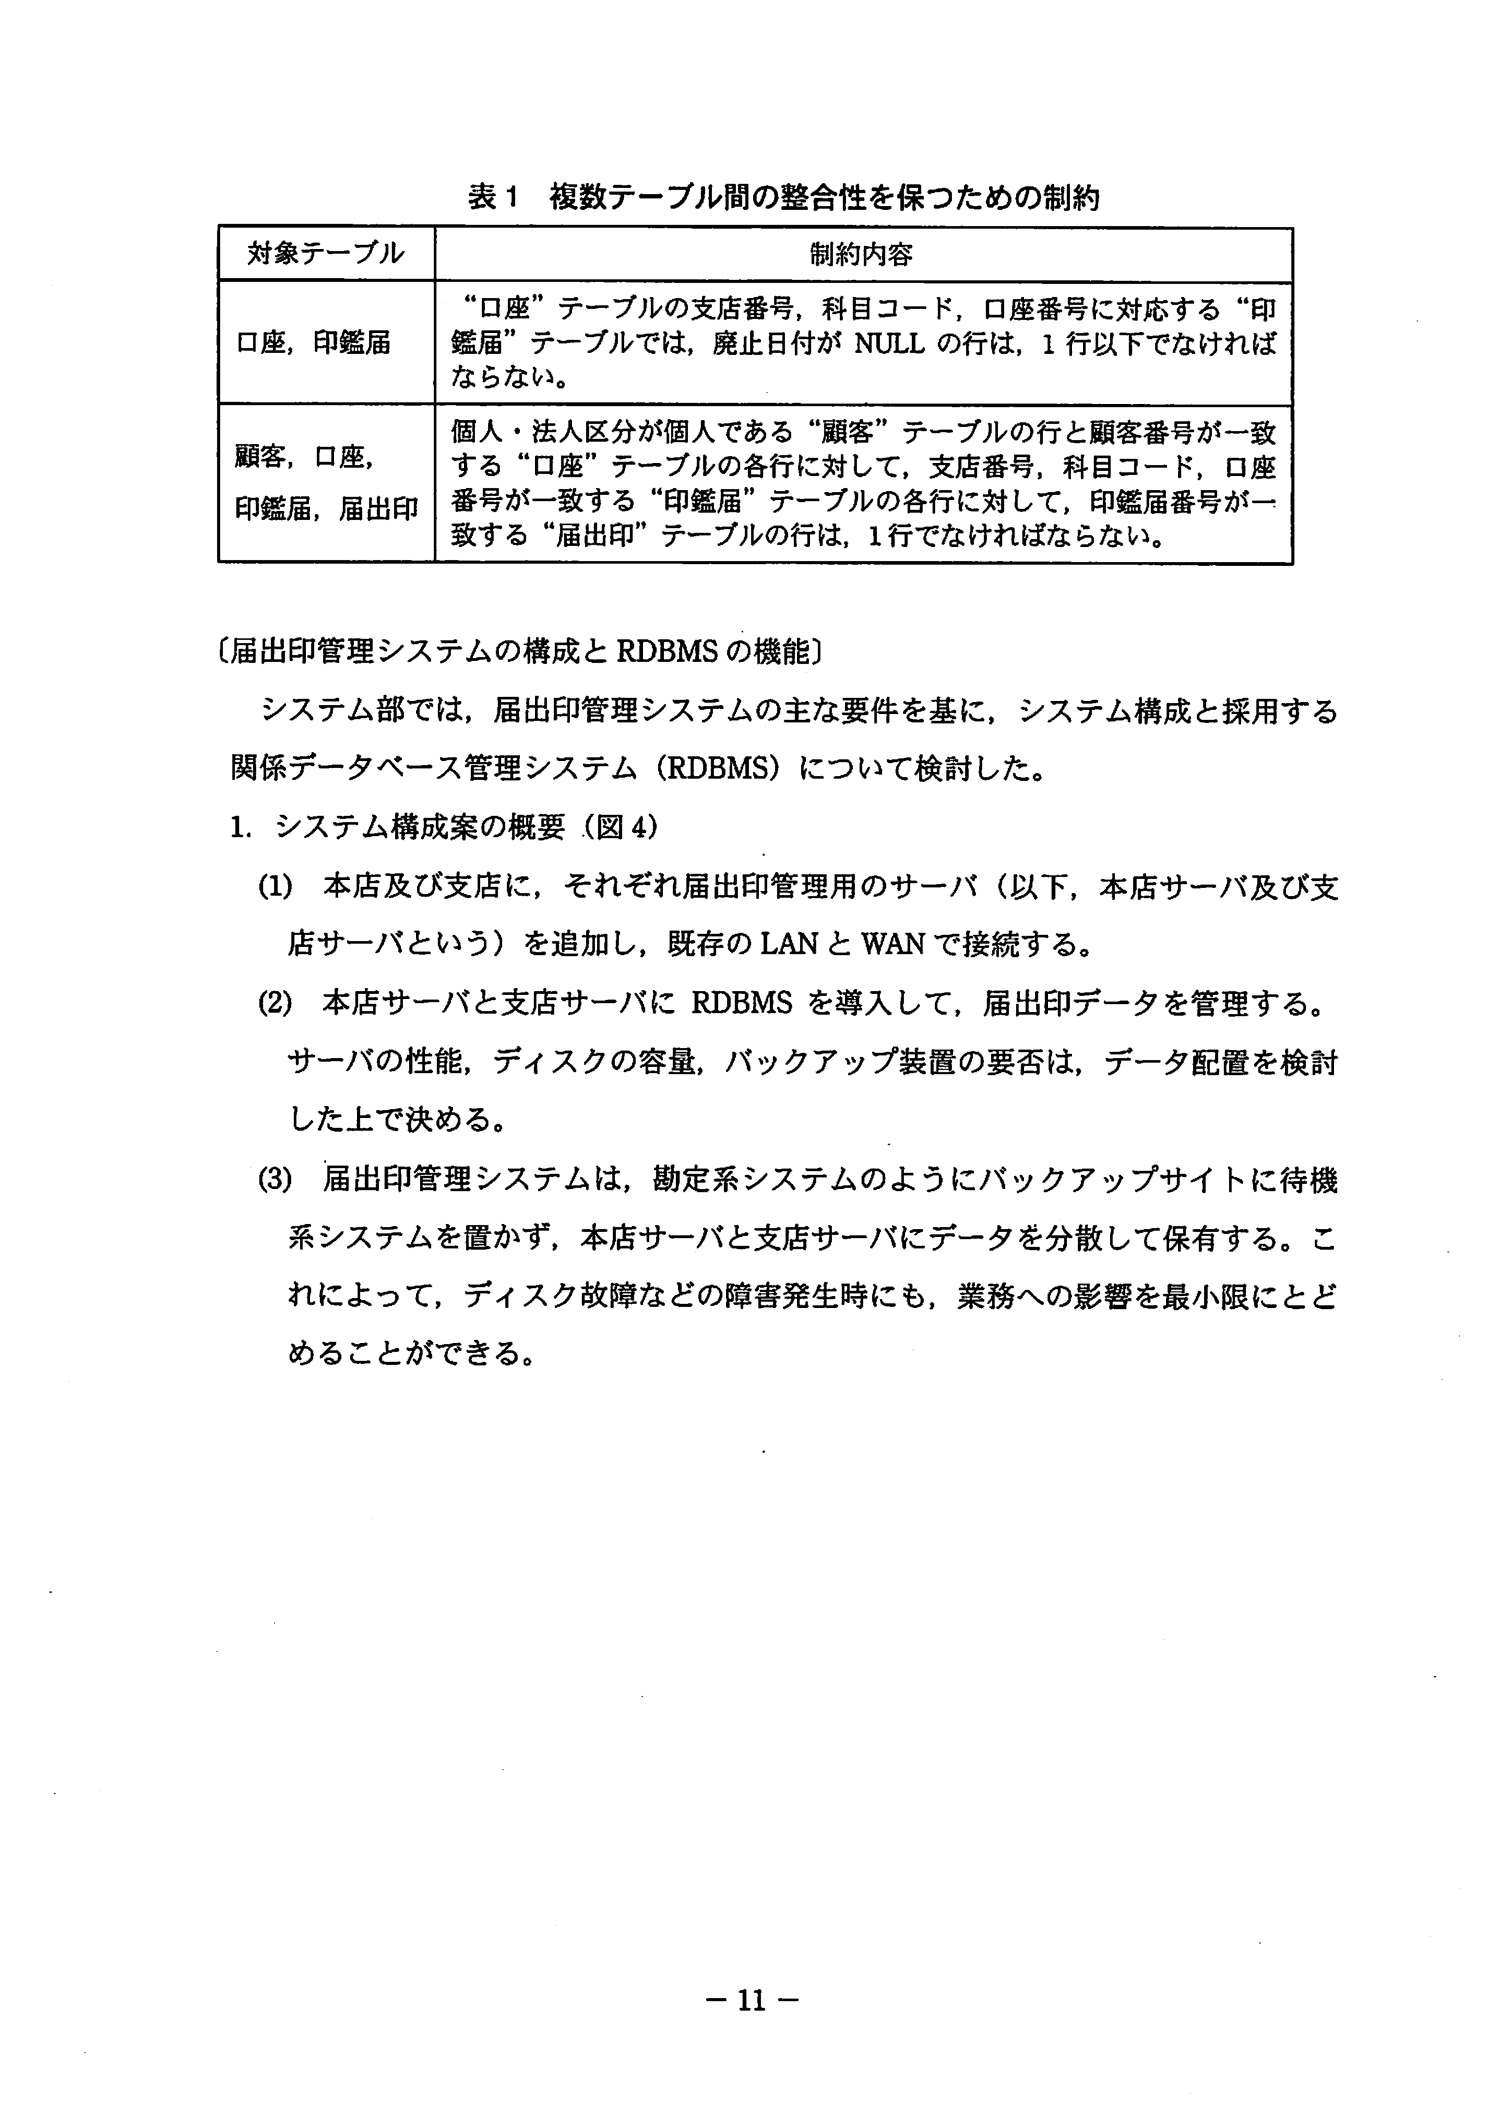 表1　複数テーブル間の整合性を保つための制約
対象テーブル
制約内容
口座，印鑑届
“口座”テーブルの支店番号，科目コード，口座番号に対応する“印
鑑届”テーブルでは，廃止日付が NULL の行は，1 行以下でなければ
ならない。
顧客，口座，
印鑑届，届出印
個人・法人区分が個人である“顧客”テーブルの行と顧客番号が一致
する“口座”テーブルの各行に対して，支店番号，科目コード，口座
番号が一致する“印鑑届”テーブルの各行に対して，印鑑届番号が一
致する“届出印”テーブルの行は，1行でなければならない。
〔届出印管理システムの構成と RDBMS の機能〕
システム部では，届出印管理システムの主な要件を基に，システム構成と採用する
関係データベース管理システム（RDBMS）について検討した。
1. システム構成案の概要（図 4）
(1)　本店及び支店に，それぞれ届出印管理用のサーバ（以下，本店サーバ及び支
店サーバという）を追加し，既存の LAN と WAN で接続する。
(2)　本店サーバと支店サーバに RDBMS を導入して，届出印データを管理する。
サーバの性能，ディスクの容量，バックアップ装置の要否は，データ配置を検討
した上で決める。
(3)　届出印管理システムは，勘定系システムのようにバックアップサイトに待機
系システムを置かず，本店サーバと支店サーバにデータを分散して保有する。こ
れによって，ディスク故障などの障害発生時にも，業務への影響を最小限にとど
めることができる。
－ 11 －